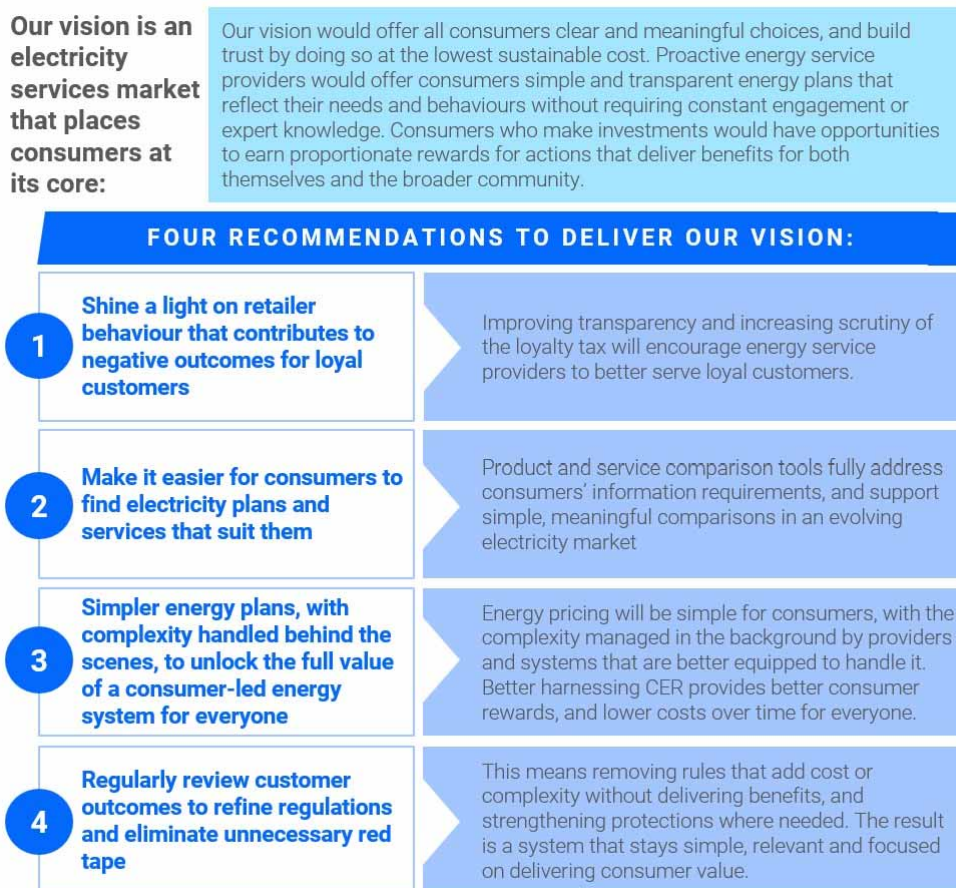 Our vision is an
electricity
services market
that places
consumers at
its core:
Our vision would offer all consumers clear and meaningful choices, and build
trust by doing so at the lowest sustainable cost. Proactive energy service
providers would offer consumers simple and transparent energy plans that
reflect their needs and behaviours without requiring constant engagement or
expert knowledge. Consumers who make investments would have opportunities
to earn proportionate rewards for actions that deliver benefits for both
themselves and the broader community.
FOUR RECOMMENDATIONS TO DELIVER OUR VISION:
1
Shine a light on retailer
behaviour that contributes to
negative outcomes for loyal
customers
Improving transparency and increasing scrutiny of
the loyalty tax will encourage energy service
providers to better serve loyal customers.
2
Make it easier for consumers to
find electricity plans and
services that suit them
Product and service comparison tools fully address
consumers' information requirements, and support
simple, meaningful comparisons in an evolving
electricity market
3
Simpler energy plans, with
complexity handled behind the
scenes, to unlock the full value
of a consumer-led energy
system for everyone
Energy pricing will be simple for consumers, with the
complexity managed in the background by providers
and systems that are better equipped to handle it.
Better harnessing CER provides better consumer
rewards, and lower costs over time for everyone.
4
Regularly review customer
outcomes to refine regulations
and eliminate unnecessary red
tape
This means removing rules that add cost or
complexity without delivering benefits, and
strengthening protections where needed. The result
is a system that stays simple, relevant and focused
on delivering consumer value.